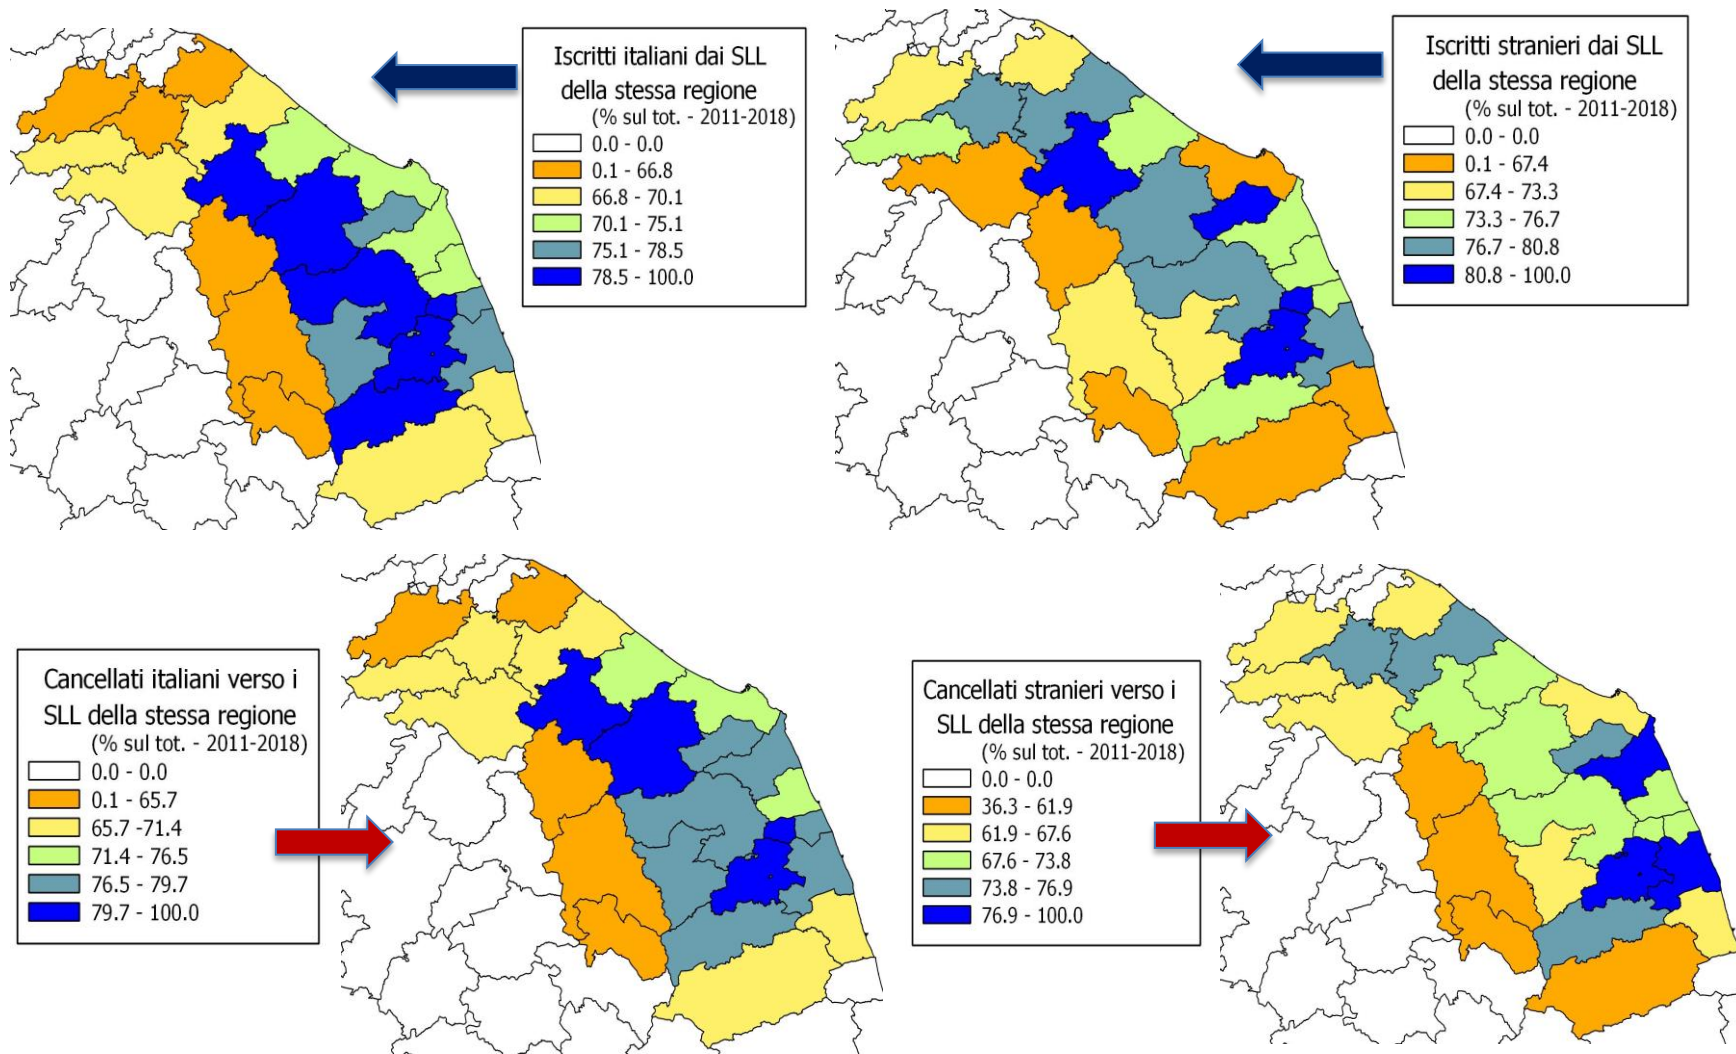 Iscritti italiani dai SLL
della stessa regione
(% sul tot. - 2011-2018)
0.0 - 0.0
0.1 - 66.8
66.8 - 70.1
70.1 - 75.1
75.1 - 78.5
78.5 - 100.0
Iscritti stranieri dai SLL
della stessa regione
(% sul tot. - 2011-2018)
0.0 - 0.0
0.1 - 67.4
67.4 - 73.3
73.3 - 76.7
76.7 - 80.8
80.8 - 100.0
Cancellati italiani verso i
SLL della stessa regione
(% sul tot. - 2011-2018)
0.0 - 0.0
0.1 - 65.7
65.7 -71.4
71.4 - 76.5
76.5 - 79.7
79.7 - 100.0
Cancellati stranieri verso i
SLL della stessa regione
(% sul tot. - 2011-2018)
0.0 - 0.0
36.3 - 61.9
61.9 - 67.6
67.6 - 73.8
73.8 - 76.9
76.9 - 100.0